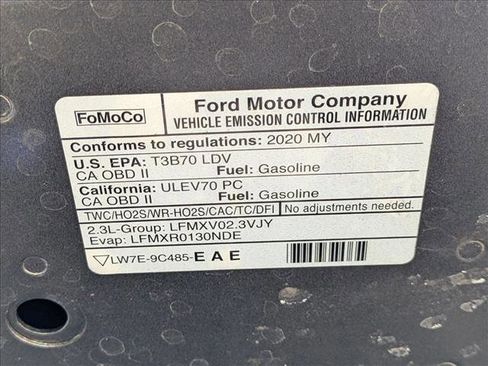 FoMoCo
Ford Motor Company
VEHICLE EMISSION CONTROL INFORMATION
Conforms to regulations: 2020 MY
U.S. EPA: T3B70 LDV
CA OBD II Fuel: Gasoline
California: ULEV70 PC
CA OBD II Fuel: Gasoline
TWC/HO2S/WR-HO2S/CAC/TC/DFI No adjustments needed.
2.3L-Group: LFMXV02.3VJY
Evap: LFMXR0130NDE
LW7E-9C485-EAE